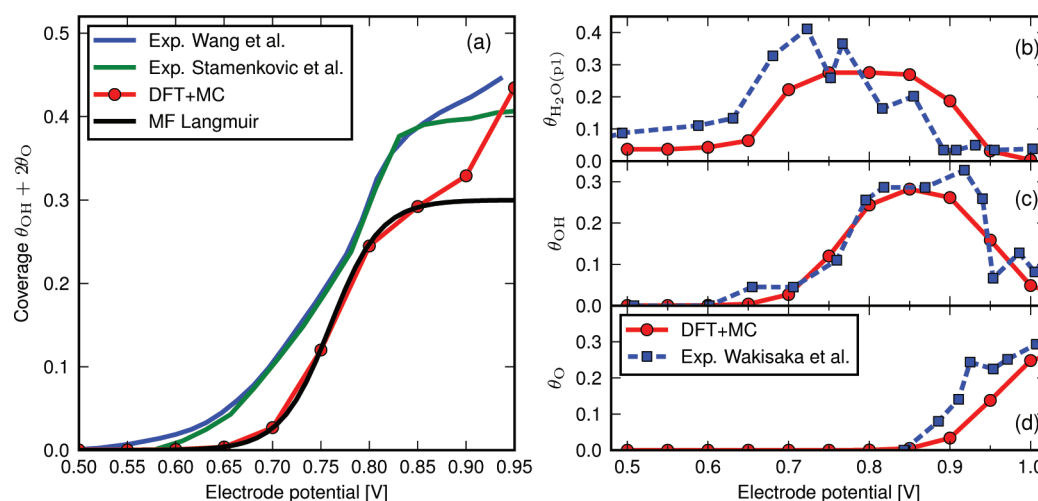 Exp. Wang et al.
Exp. Stamenkovic et al.
DFT+MC
MF Langmuir
(a)
Coverage θOH + 2θO
0.5
0.4
0.3
0.2
0.1
0.0
0.50 0.55 0.60 0.65 0.70 0.75 0.80 0.85 0.90 0.95
Electrode potential [V]
(b)
θH₂O(p1)
0.4
0.3
0.2
0.1
0.0
(c)
θOH
0.3
0.2
0.1
0.0
DFT+MC
Exp. Wakisaka et al.
(d)
θO
0.3
0.2
0.1
0.0
0.5 0.6 0.7 0.8 0.9 1.0
Electrode potential [V]